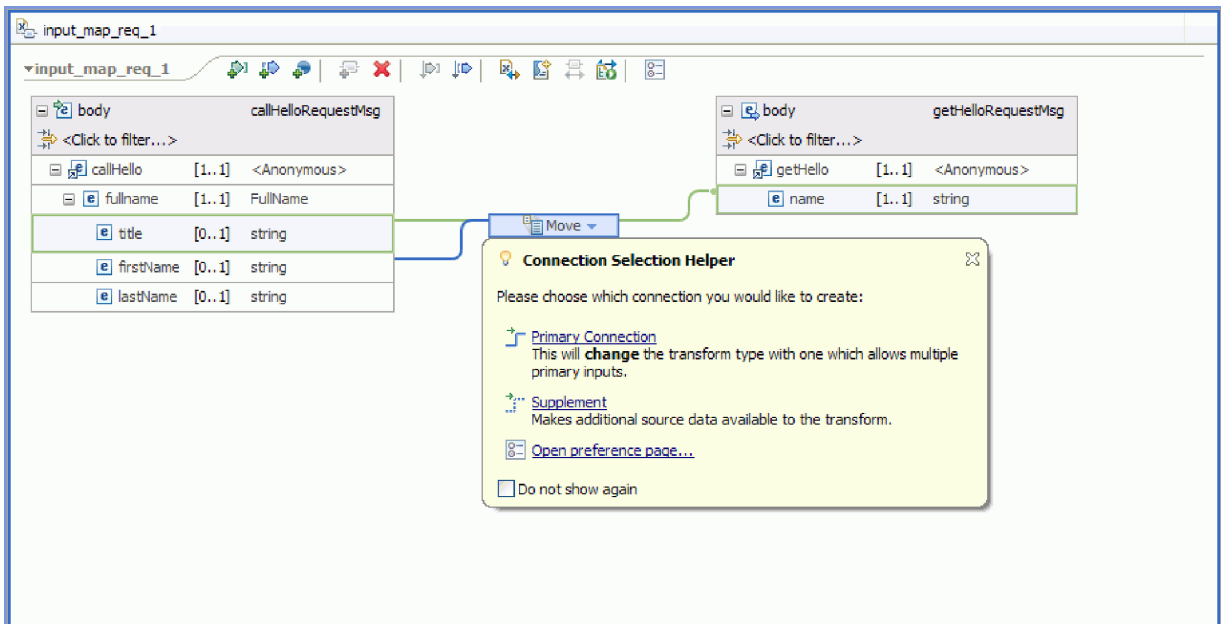 input_map_req_1
input_map_req_1
body callHelloRequestMsg
<Click to filter...>
callHello [1..1] <Anonymous>
fullname [1..1] FullName
title [0..1] string
firstName [0..1] string
lastName [0..1] string
body getHelloRequestMsg
<Click to filter...>
getHello [1..1] <Anonymous>
name [1..1] string
Move
Connection Selection Helper
Please choose which connection you would like to create:
Primary Connection
This will change the transform type with one which allows multiple
primary inputs.
Supplement
Makes additional source data available to the transform.
Open preference page...
Do not show again